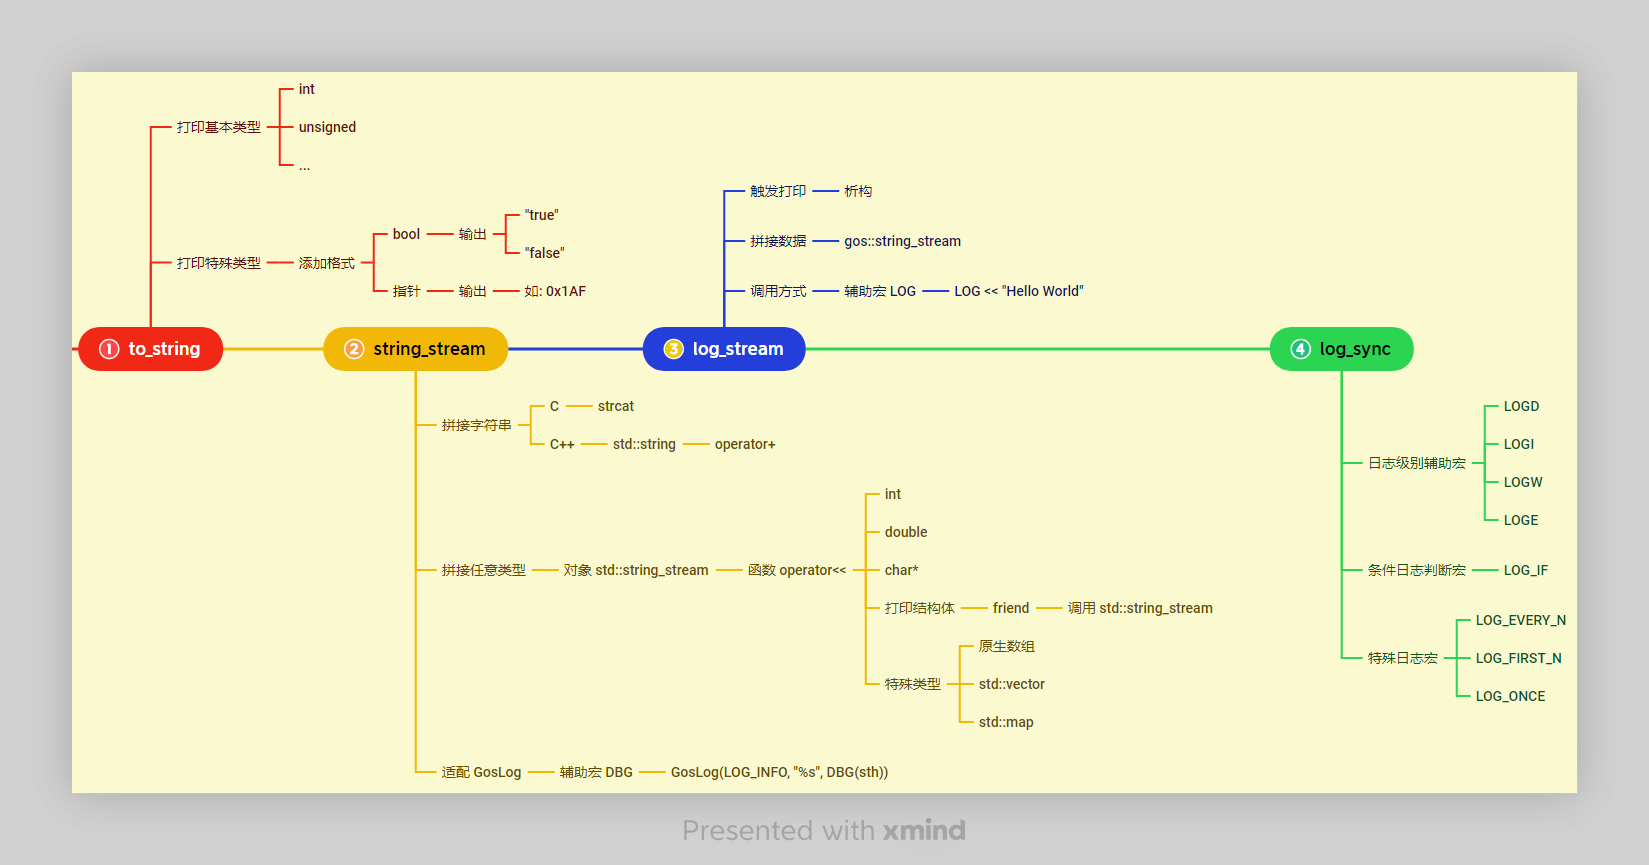 int
打印基本类型
unsigned
...
"true"
bool
输出
"false"
打印特殊类型
添加格式
指针
输出
如: 0x1AF
触发打印
析构
拼接数据
gos::string_stream
调用方式
辅助宏 LOG
LOG << "Hello World"
1 to_string
2 string_stream
3 log_stream
4 log_sync
拼接字符串
C
strcat
C++
std::string
operator+
拼接任意类型
对象 std::string_stream
函数 operator<<
int
double
char*
打印结构体
friend
调用 std::string_stream
特殊类型
原生数组
std::vector
std::map
适配 GosLog
辅助宏 DBG
GosLog(LOG_INFO, "%s", DBG(sth))
日志级别辅助宏
LOGD
LOGI
LOGW
LOGE
条件日志判断宏
LOG_IF
特殊日志宏
LOG_EVERY_N
LOG_FIRST_N
LOG_ONCE
Presented with xmind